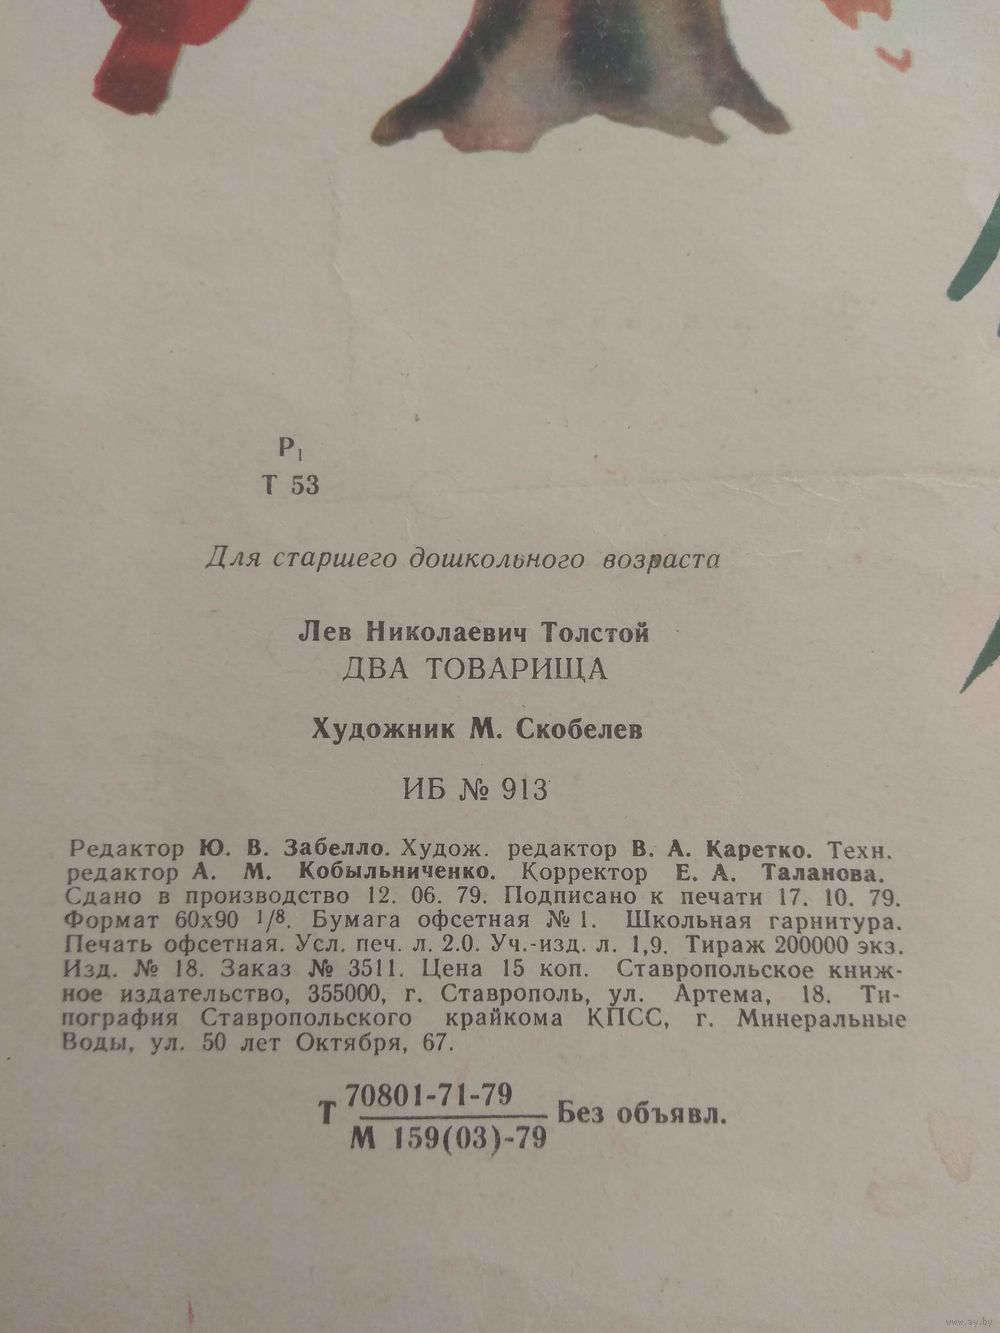 Р₁
Т 53
Для старшего дошкольного возраста
Лев Николаевич Толстой
ДВА ТОВАРИЩА
Художник М. Скобелев
ИБ № 913
Редактор Ю. В. Забелло. Худож. редактор В. А. Каретко. Техн.
редактор А. М. Кобыльниченко. Корректор Е. А. Таланова.
Сдано в производство 12. 06. 79. Подписано к печати 17. 10. 79.
Формат 60х90 1/8. Бумага офсетная № 1. Школьная гарнитура.
Печать офсетная. Усл. печ. л. 2.0. Уч.-изд. л. 1,9. Тираж 200000 экз.
Изд. № 18. Заказ № 3511. Цена 15 коп. Ставропольское книж-
ное издательство, 355000, г. Ставрополь, ул. Артема, 18. Ти-
пография Ставропольского крайкома КПСС, г. Минеральные
Воды, ул. 50 лет Октября, 67.
70801-71-79
Т Без объявл.
М 159(03)-79
www.ay.by